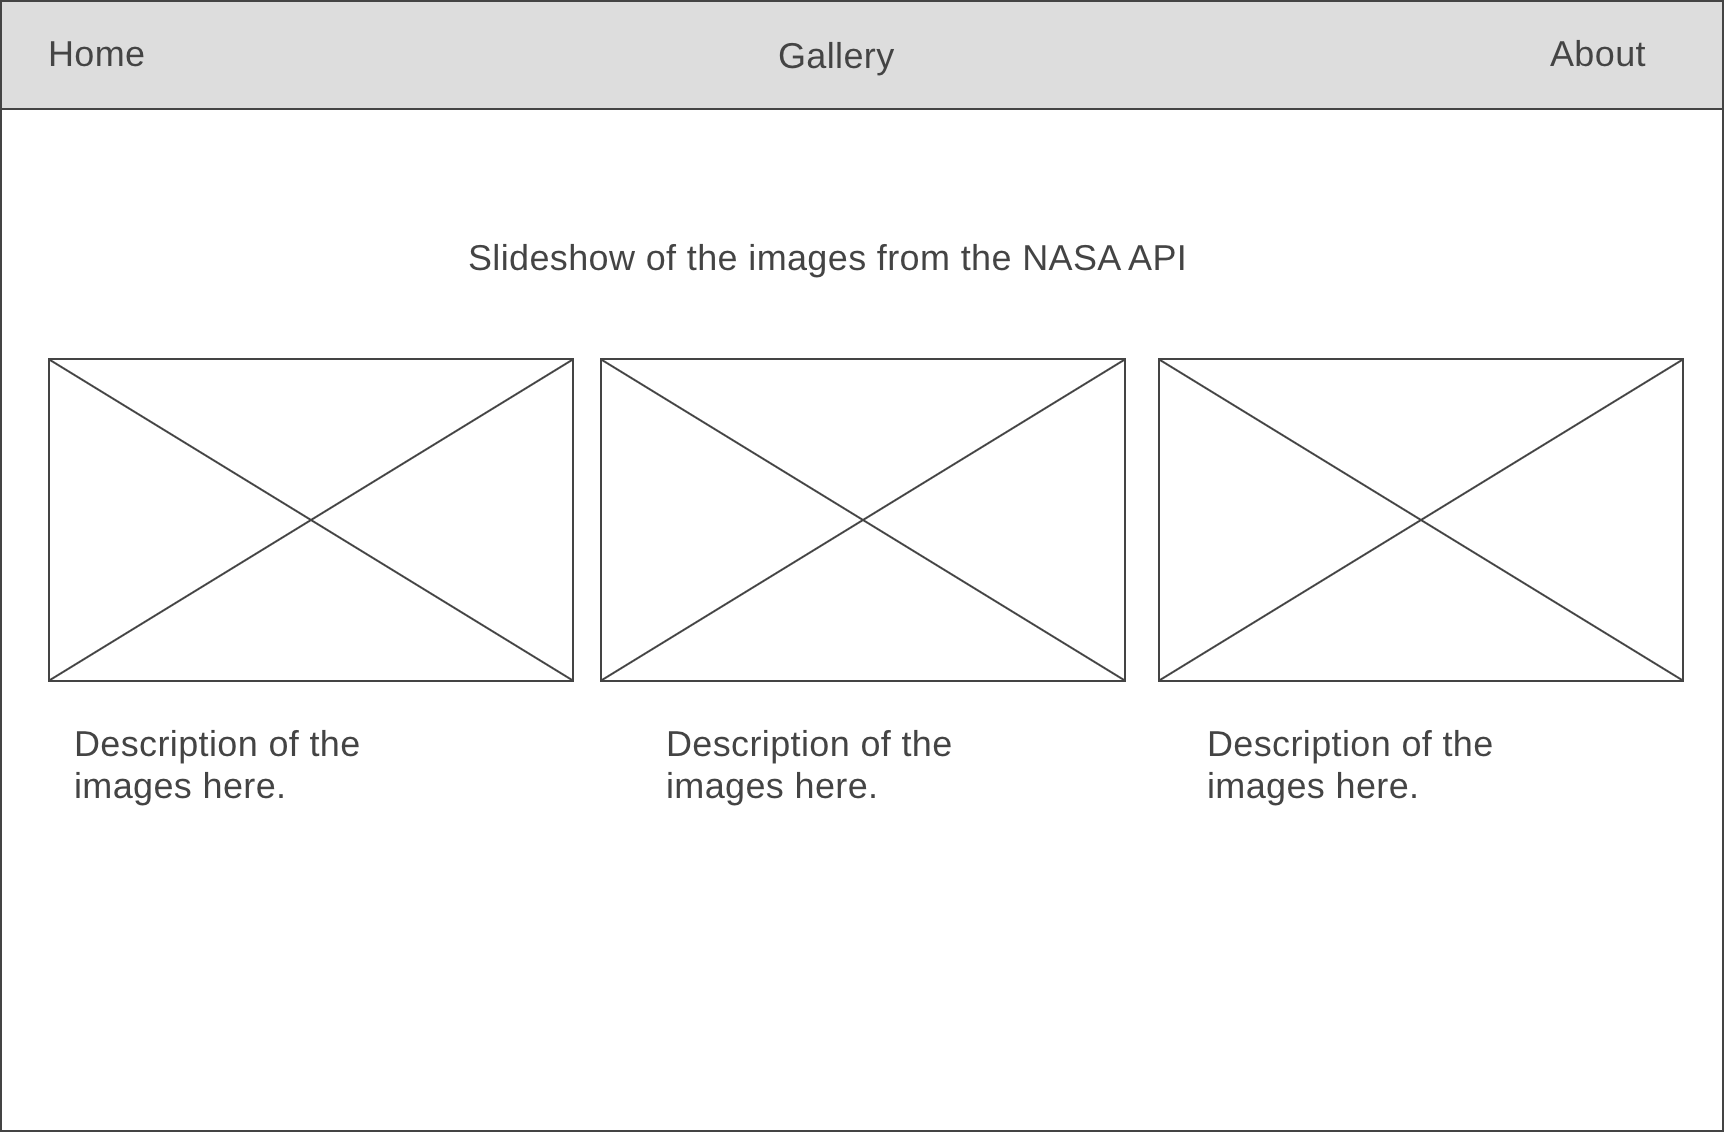 Home Gallery About
Slideshow of the images from the NASA API
Description of the
images here.
Description of the
images here.
Description of the
images here.